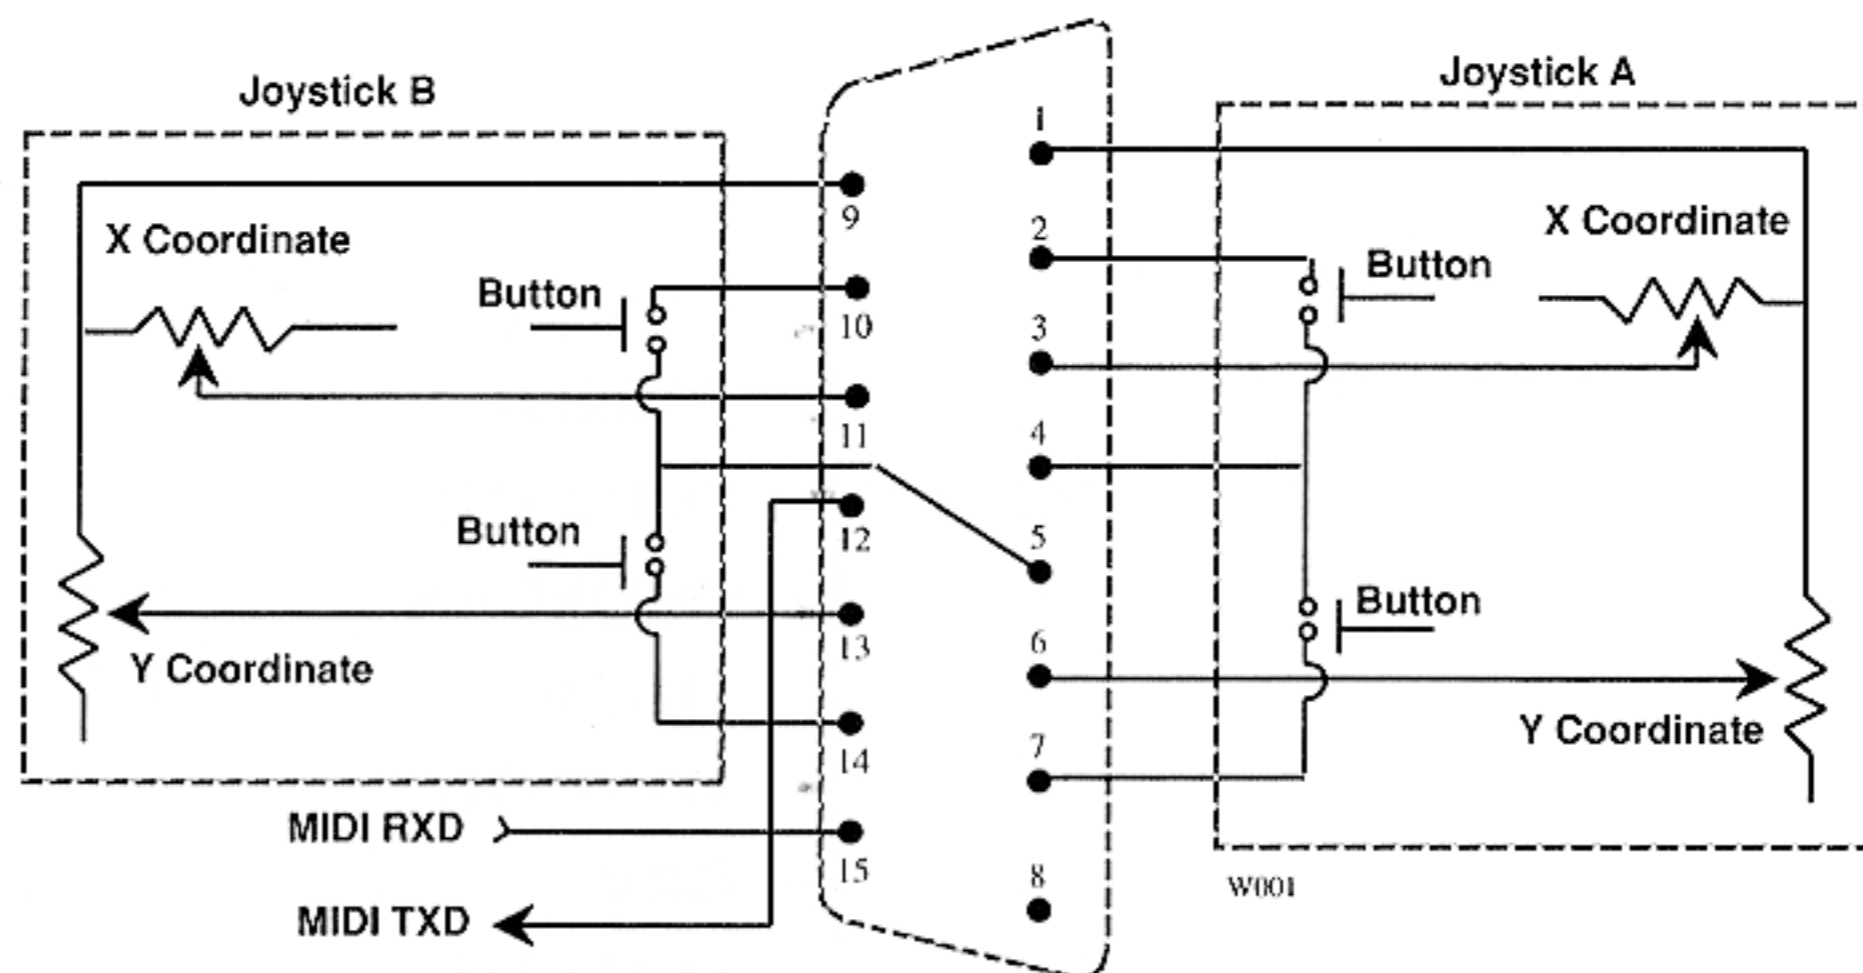 Joystick B
Joystick A
1
9
X Coordinate
2
X Coordinate
Button
Button
10
3
11
4
Button
12
5
Button
13
6
Y Coordinate
Y Coordinate
14
7
MIDI RXD
15
8
W001
MIDI TXD